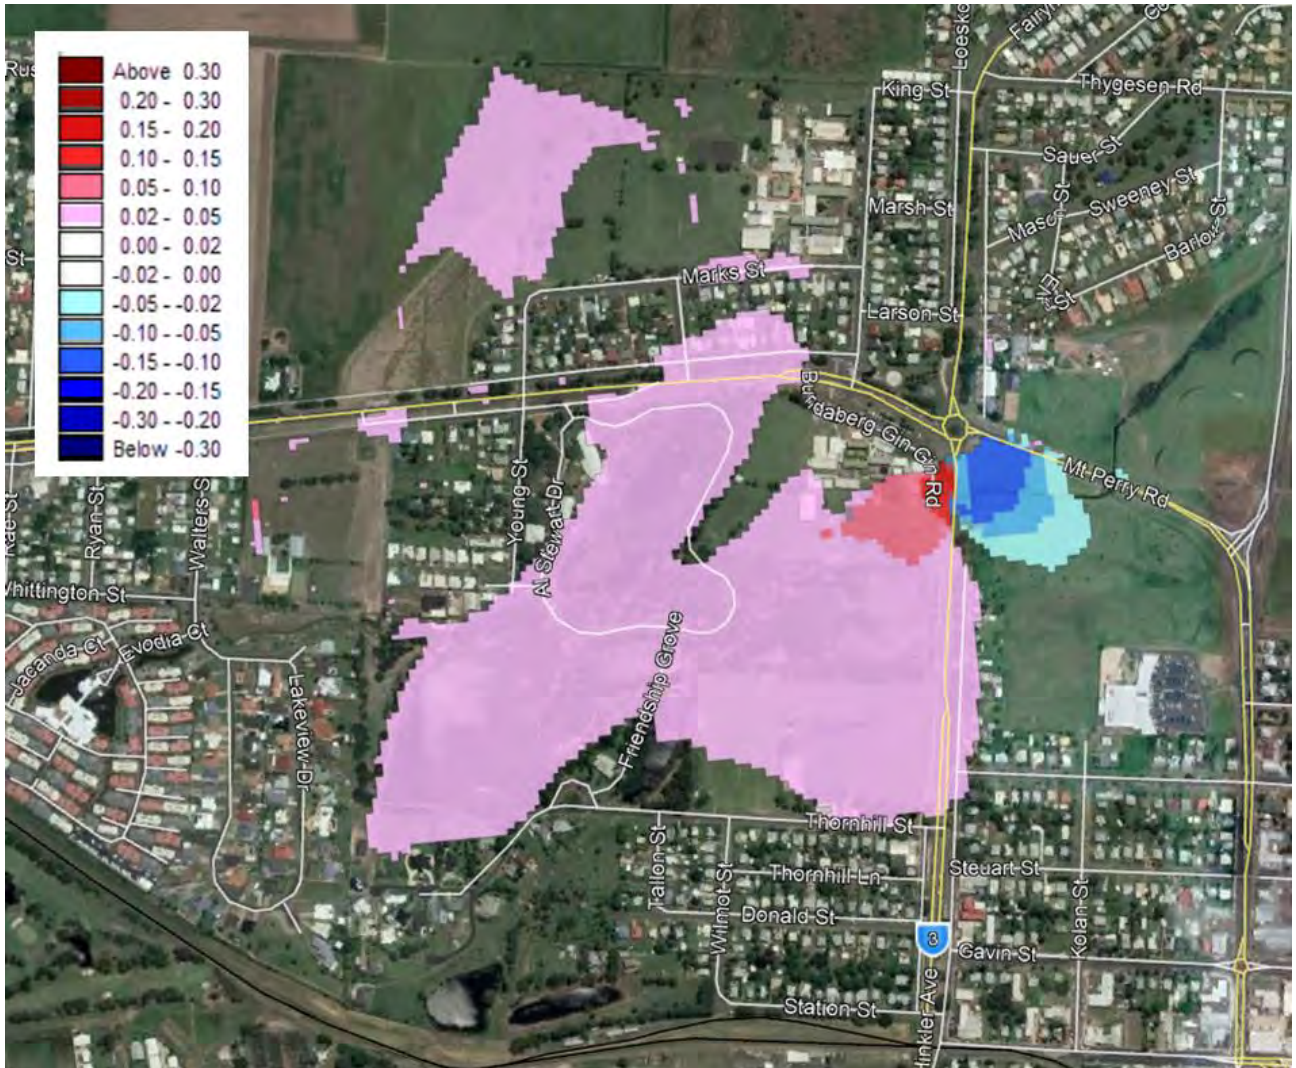 Above 0.30
0.20 - 0.30
0.15 - 0.20
0.10 - 0.15
0.05 - 0.10
0.02 - 0.05
0.00 - 0.02
-0.02 - 0.00
-0.05 - -0.02
-0.10 - -0.05
-0.15 - -0.10
-0.20 - -0.15
-0.30 - -0.20
Below -0.30
Rus
St
Loesko
King St
Thygesen Rd
Sauer St
Marsh St
Sweeney St
Barlow St
Marks St
Larson St
Bundaberg Gin Gin Rd
Mt Perry Rd
Young St
Al Stewart Dr
Ryan St
Walters S
Whittington St
Jacanda Ct
Evodia Ct
Lakeview Dr
Friendship Grove
Thornhill St
Tallon St
Wilmot St
Thornhill Ln
Steuart St
Donald St
Kolan St
3
Gavin St
Station St
Hinkler Ave